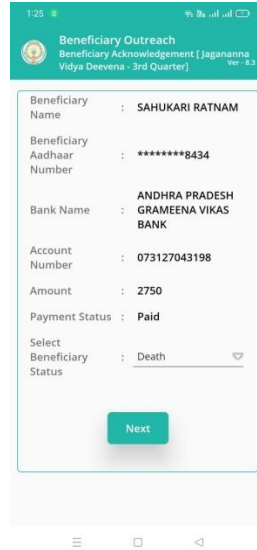 1:25
Beneficiary Outreach
Beneficiary Acknowledgement [ Jagananna
Vidya Deevena - 3rd Quarter]
Ver - 8.3
Beneficiary
Name : SAHUKARI RATNAM
Beneficiary
Aadhaar : ********8434
Number
ANDHRA PRADESH
Bank Name : GRAMEENA VIKAS
BANK
Account
Number : 073127043198
Amount : 2750
Payment Status : Paid
Select
Beneficiary : Death
Status
Next